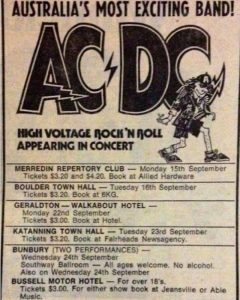 AUSTRALIA'S MOST EXCITING BAND!
AC DC
HIGH VOLTAGE ROCK 'N ROLL
APPEARING IN CONCERT
MERREDIN REPERTORY CLUB — Monday 15th September
Tickets $3.20 and $4.20. Book at Allied Hardware
BOULDER TOWN HALL — Tuesday 16th September
Tickets $3.20. Book at 6KG.
GERALDTON — WALKABOUT HOTEL —
Monday 22nd September
Tickets $3.00. Book at Hotel.
KATANNING TOWN HALL — Tuesday 23rd September
Tickets $3.20. Book at Fairheads Newsagency.
BUNBURY (TWO PERFORMANCES) —
Wednesday 24th September
Southway Ballroom — All ages welcome. No alcohol.
Also on Wednesday 24th September
BUSSELL MOTOR HOTEL — For over 18's.
Tickets $3.00. For either show book at Jeansville or Able
Music.